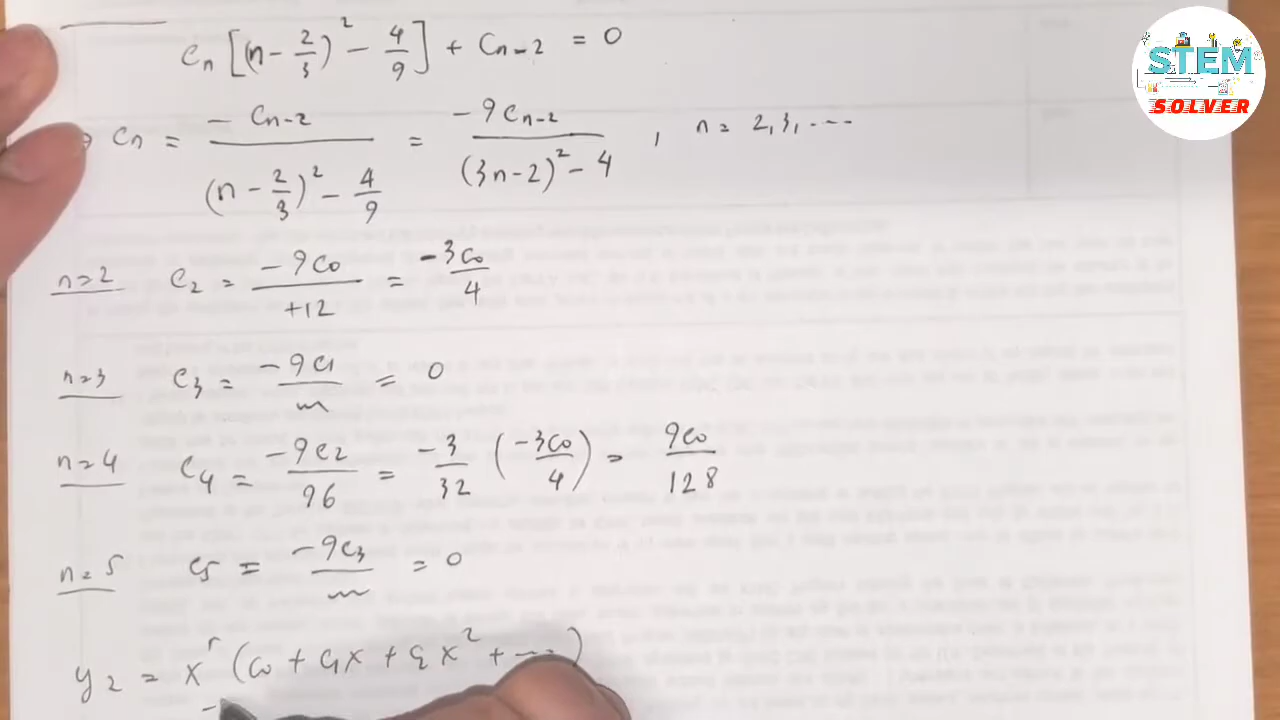 Cn [(n - 2/3)² - 4/9] + Cn-2 = 0
STEM
SOLVER
Cn = -Cn-2 / ((n - 2/3)² - 4/9) = -9Cn-2 / ((3n-2)² - 4) , n = 2, 3, ....
n=2 C2 = -9C0 / +12 = -3C0 / 4
n=3 C3 = -9C1 / m = 0
n=4 C4 = -9C2 / 96 = -3/32 (-3C0/4) = 9C0 / 128
n=5 C5 = -9C3 / m = 0
y2 = x^r (C0 + C1x + C2x² + ...)
-